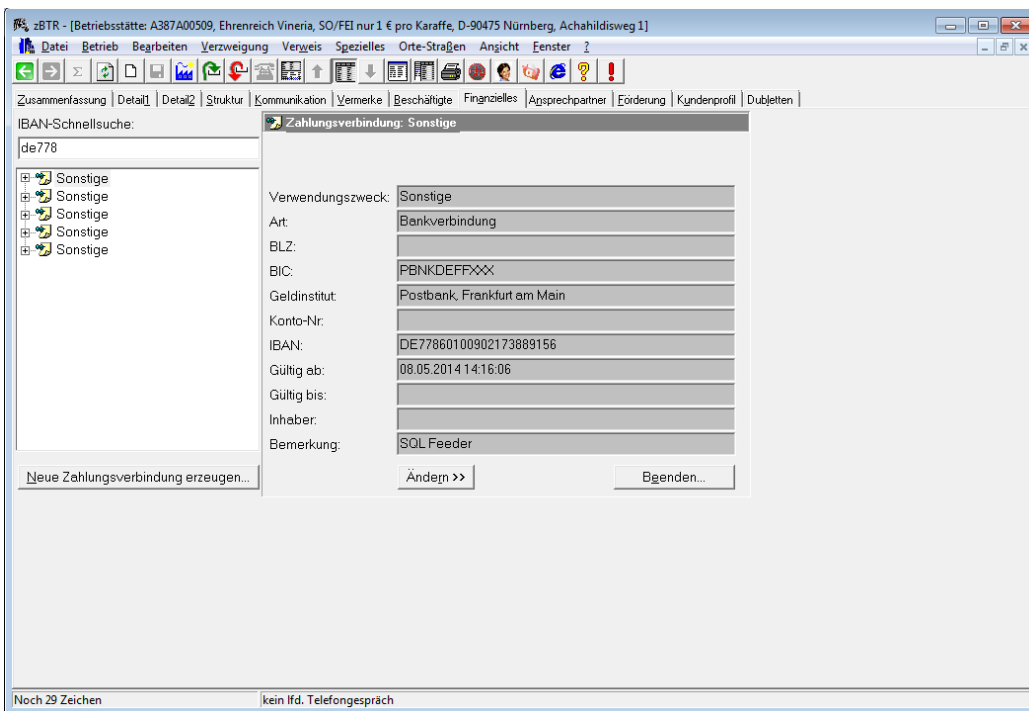 zBTR - [Betriebsstätte: A387A00509, Ehrenreich Vineria, SO/FEI nur 1 € pro Karaffe, D-90475 Nürnberg, Achahildisweg 1]
Datei Betrieb Bearbeiten Verzweigung Verweis Spezielles Orte-Straßen Ansicht Fenster ?
Zusammenfassung Detail1 Detail2 Struktur Kommunikation Vermerke Beschäftigte Finanzielles Ansprechpartner Förderung Kundenprofil Dubletten
IBAN-Schnellsuche:
de778
Sonstige
Sonstige
Sonstige
Sonstige
Sonstige
Neue Zahlungsverbindung erzeugen...
Zahlungsverbindung: Sonstige
Verwendungszweck: Sonstige
Art: Bankverbindung
BLZ:
BIC: PBNKDEFFXXX
Geldinstitut: Postbank, Frankfurt am Main
Konto-Nr:
IBAN: DE77860100902173889156
Gültig ab: 08.05.2014 14:16:06
Gültig bis:
Inhaber:
Bemerkung: SQL Feeder
Ändern >> Beenden...
Noch 29 Zeichen kein lfd. Telefongespräch